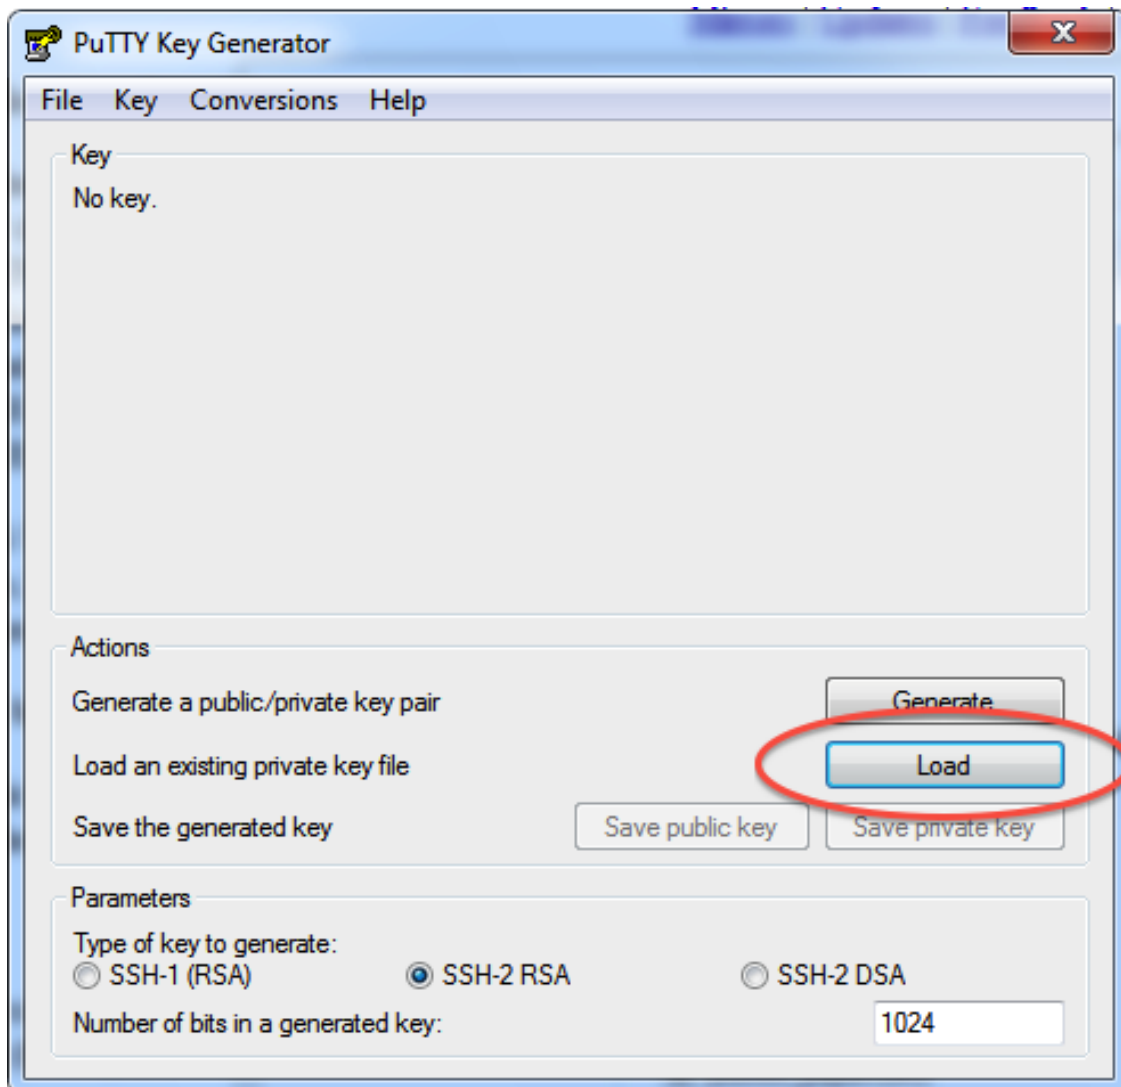 PuTTY Key Generator
File Key Conversions Help
Key
No key.
Actions
Generate a public/private key pair
Generate
Load an existing private key file
Load
Save the generated key
Save public key
Save private key
Parameters
Type of key to generate:
SSH-1 (RSA) SSH-2 RSA SSH-2 DSA
Number of bits in a generated key:
1024